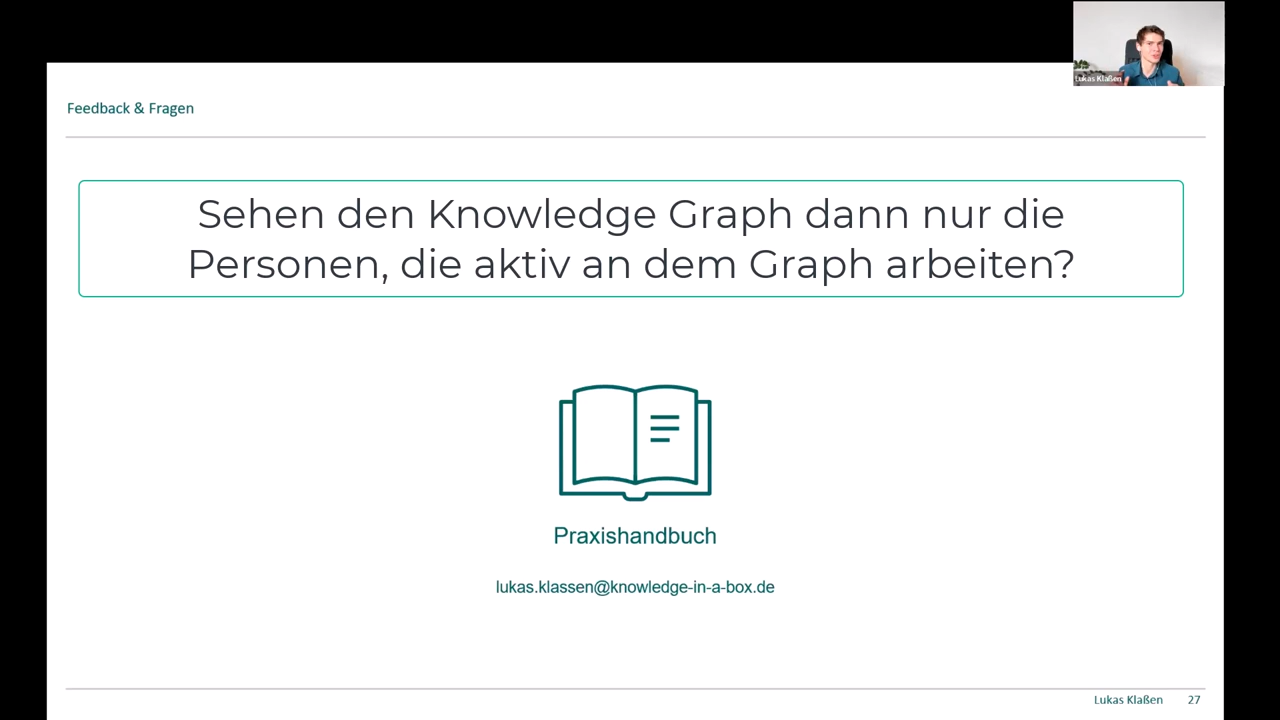 Lukas Klaßen
Feedback & Fragen
Sehen den Knowledge Graph dann nur die
Personen, die aktiv an dem Graph arbeiten?
Praxishandbuch
lukas.klassen@knowledge-in-a-box.de
Lukas Klaßen 27